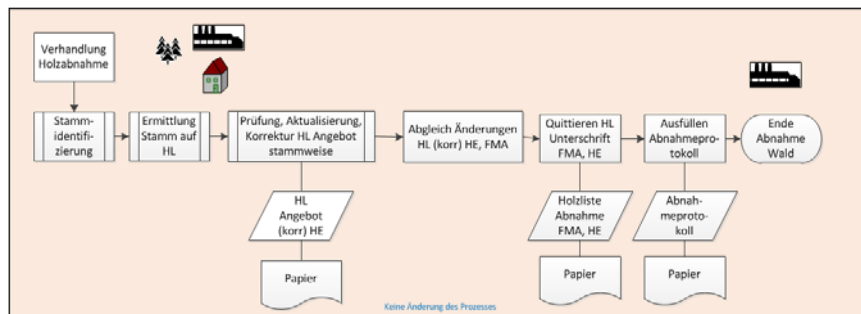 Verhandlung
Holzabnahme
Stamm-
identifi-
zierung
Ermittlung
Stamm auf
HL
Prüfung, Aktualisierung,
Korrektur HL Angebot
stammweise
Abgleich Änderungen
HL (korr) HE, FMA
Quittieren HL
Unterschrift
FMA, HE
Ausfüllen
Abnahmepro-
tokoll
Ende
Abnahme
Wald
HL
Angebot
(korr) HE
Holzliste
Abnahme
FMA, HE
Abnah-
meproto-
koll
Papier
Papier
Papier
Keine Änderung des Prozesses